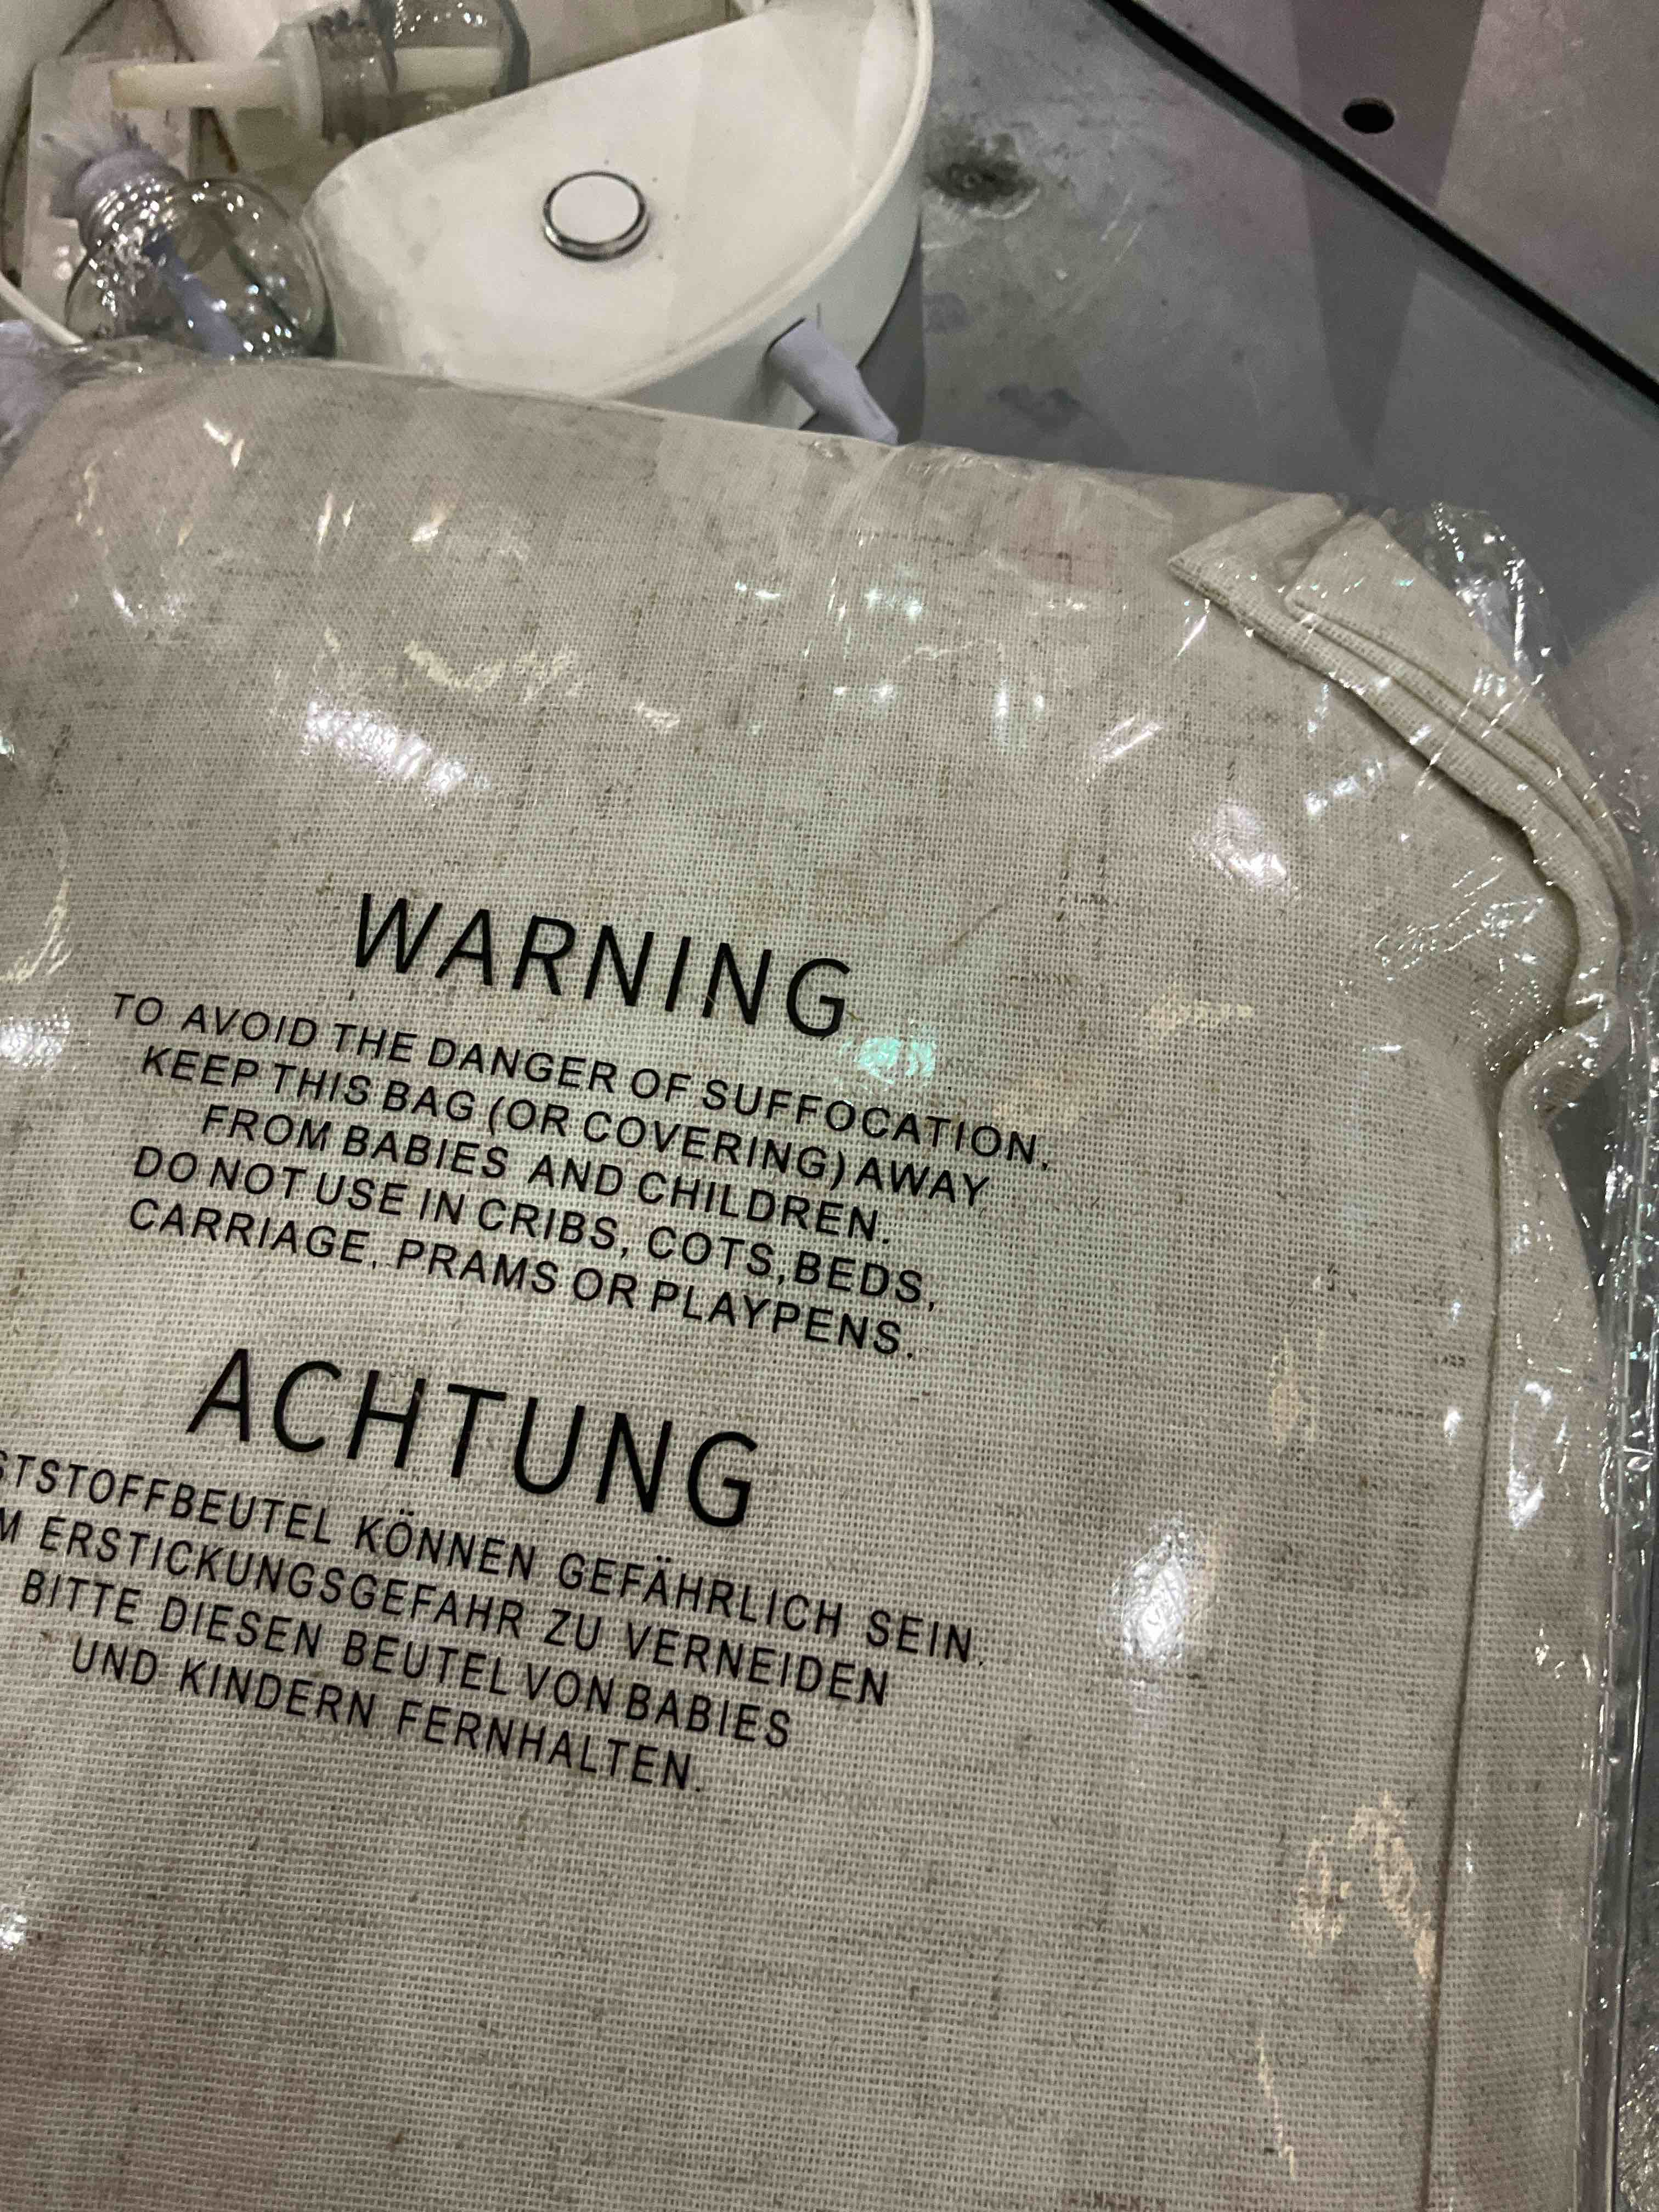 WARNING
TO AVOID THE DANGER OF SUFFOCATION,
KEEP THIS BAG (OR COVERING) AWAY
FROM BABIES AND CHILDREN.
DO NOT USE IN CRIBS, COTS,BEDS,
CARRIAGE, PRAMS OR PLAYPENS.
ACHTUNG
KÖNNEN GEFÄHRLICH SEIN.
ERSTICKUNGSGEFAHR ZU VERNEIDEN
BITTE DIESEN BEUTEL VON BABIES
UND KINDERN FERNHALTEN.